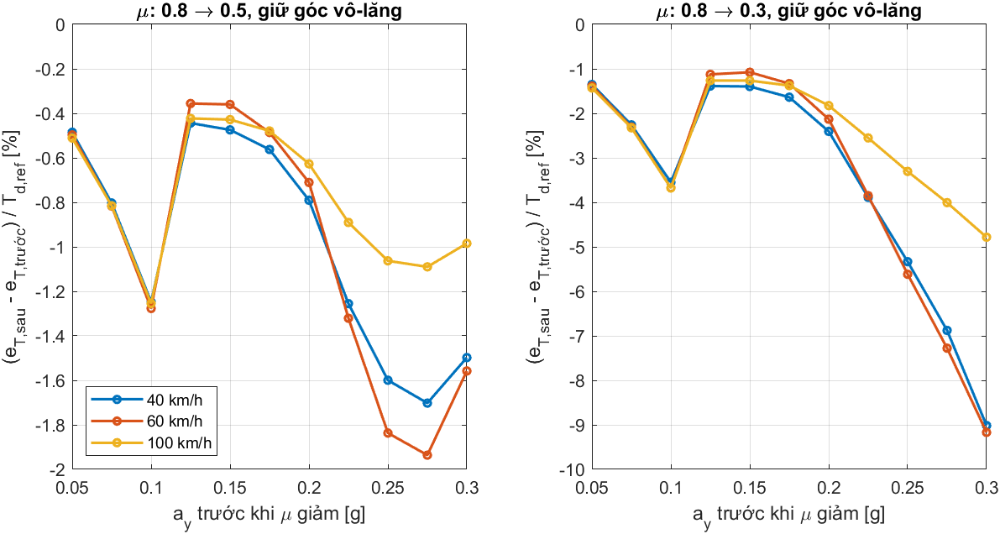 μ: 0.8 → 0.5, giữ góc vô-lăng
(e_T,sau - e_T,trước) / T_d,ref [%]
0
-0.2
-0.4
-0.6
-0.8
-1
-1.2
-1.4
-1.6
-1.8
-2
40 km/h
60 km/h
100 km/h
0.05 0.1 0.15 0.2 0.25 0.3
a_y trước khi μ giảm [g]
μ: 0.8 → 0.3, giữ góc vô-lăng
(e_T,sau - e_T,trước) / T_d,ref [%]
0
-1
-2
-3
-4
-5
-6
-7
-8
-9
-10
0.05 0.1 0.15 0.2 0.25 0.3
a_y trước khi μ giảm [g]